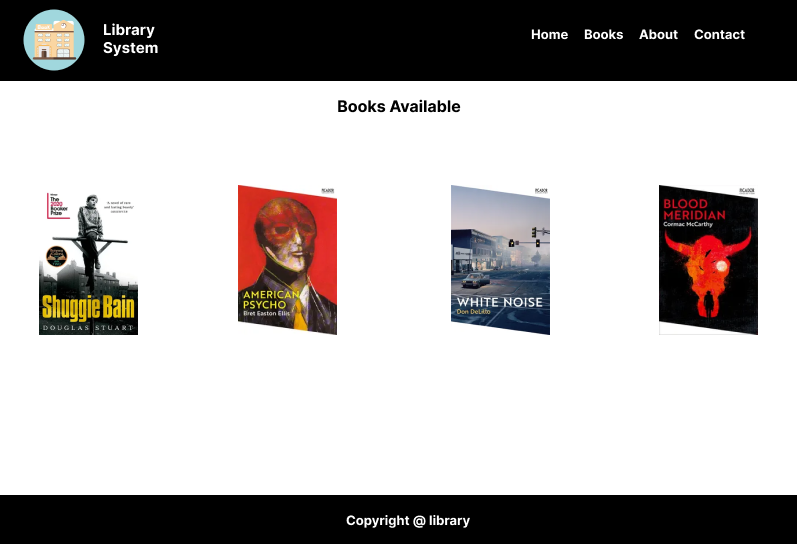 Library
System
Home Books About Contact
Books Available
The
2020
Booker
Prize
Shuggie Bain
DOUGLAS STUART
PICADOR
AMERICAN
PSYCHO
Bret Easton Ellis
PICADOR
WHITE NOISE
Don DeLillo
PICADOR
BLOOD
MERIDIAN
Cormac McCarthy
Copyright @ library